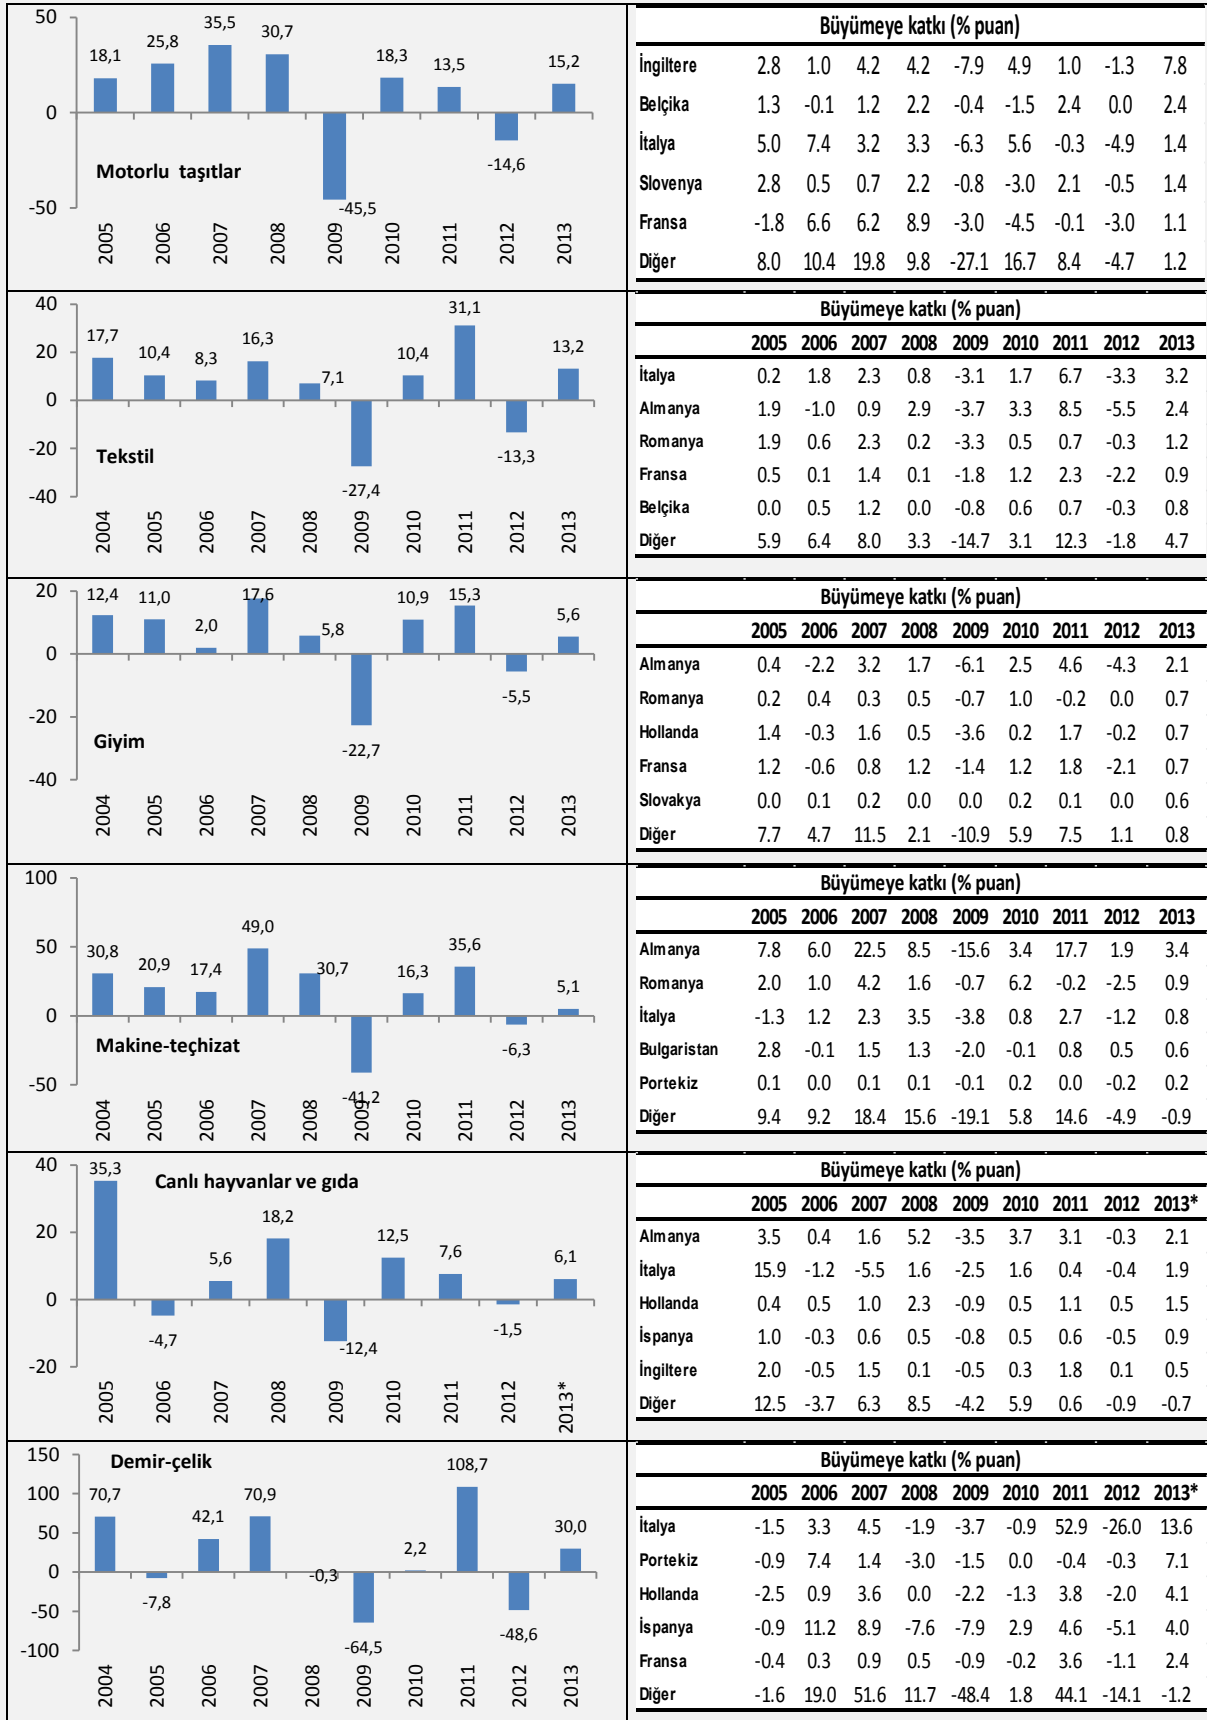 50
0
-50
18,1
25,8
35,5
30,7
-45,5
18,3
13,5
-14,6
15,2
Motorlu taşıtlar
2005 2006 2007 2008 2009 2010 2011 2012 2013
Büyümeye katkı (% puan)
İngiltere 2.8 1.0 4.2 4.2 -7.9 4.9 1.0 -1.3 7.8
Belçika 1.3 -0.1 1.2 2.2 -0.4 -1.5 2.4 0.0 2.4
İtalya 5.0 7.4 3.2 3.3 -6.3 5.6 -0.3 -4.9 1.4
Slovenya 2.8 0.5 0.7 2.2 -0.8 -3.0 2.1 -0.5 1.4
Fransa -1.8 6.6 6.2 8.9 -3.0 -4.5 -0.1 -3.0 1.1
Diğer 8.0 10.4 19.8 9.8 -27.1 16.7 8.4 -4.7 1.2
40
20
0
-20
-40
17,7
10,4
8,3
16,3
7,1
-27,4
10,4
31,1
-13,3
13,2
Tekstil
2004 2005 2006 2007 2008 2009 2010 2011 2012 2013
Büyümeye katkı (% puan)
2005 2006 2007 2008 2009 2010 2011 2012 2013
İtalya 0.2 1.8 2.3 0.8 -3.1 1.7 6.7 -3.3 3.2
Almanya 1.9 -1.0 0.9 2.9 -3.7 3.3 8.5 -5.5 2.4
Romanya 1.9 0.6 2.3 0.2 -3.3 0.5 0.7 -0.3 1.2
Fransa 0.5 0.1 1.4 0.1 -1.8 1.2 2.3 -2.2 0.9
Belçika 0.0 0.5 1.2 0.0 -0.8 0.6 0.7 -0.3 0.8
Diğer 5.9 6.4 8.0 3.3 -14.7 3.1 12.3 -1.8 4.7
20
0
-20
-40
12,4
11,0
2,0
17,6
5,8
-22,7
10,9
15,3
-5,5
5,6
Giyim
2004 2005 2006 2007 2008 2009 2010 2011 2012 2013
Büyümeye katkı (% puan)
2005 2006 2007 2008 2009 2010 2011 2012 2013
Almanya 0.4 -2.2 3.2 1.7 -6.1 2.5 4.6 -4.3 2.1
Romanya 0.2 0.4 0.3 0.5 -0.7 1.0 -0.2 0.0 0.7
Hollanda 1.4 -0.3 1.6 0.5 -3.6 0.2 1.7 -0.2 0.7
Fransa 1.2 -0.6 0.8 1.2 -1.4 1.2 1.8 -2.1 0.7
Slovakya 0.0 0.1 0.2 0.0 0.0 0.2 0.1 0.0 0.6
Diğer 7.7 4.7 11.5 2.1 -10.9 5.9 7.5 1.1 0.8
100
50
0
-50
30,8
20,9
17,4
49,0
30,7
-41,2
16,3
35,6
-6,3
5,1
Makine-teçhizat
2004 2005 2006 2007 2008 2009 2010 2011 2012 2013
Büyümeye katkı (% puan)
2005 2006 2007 2008 2009 2010 2011 2012 2013
Almanya 7.8 6.0 22.5 8.5 -15.6 3.4 17.7 1.9 3.4
Romanya 2.0 1.0 4.2 1.6 -0.7 6.2 -0.2 -2.5 0.9
İtalya -1.3 1.2 2.3 3.5 -3.8 0.8 2.7 -1.2 0.8
Bulgaristan 2.8 -0.1 1.5 1.3 -2.0 -0.1 0.8 0.5 0.6
Portekiz 0.1 0.0 0.1 0.1 -0.1 0.2 0.0 -0.2 0.2
Diğer 9.4 9.2 18.4 15.6 -19.1 5.8 14.6 -4.9 -0.9
40
20
0
-20
35,3
-4,7
5,6
18,2
-12,4
12,5
7,6
-1,5
6,1
Canlı hayvanlar ve gıda
2005 2006 2007 2008 2009 2010 2011 2012 2013*
Büyümeye katkı (% puan)
2005 2006 2007 2008 2009 2010 2011 2012 2013*
Almanya 3.5 0.4 1.6 5.2 -3.5 3.7 3.1 -0.3 2.1
İtalya 15.9 -1.2 -5.5 1.6 -2.5 1.6 0.4 -0.4 1.9
Hollanda 0.4 0.5 1.0 2.3 -0.9 0.5 1.1 0.5 1.5
İspanya 1.0 -0.3 0.6 0.5 -0.8 0.5 0.6 -0.5 0.9
İngiltere 2.0 -0.5 1.5 0.1 -0.5 0.3 1.8 0.1 0.5
Diğer 12.5 -3.7 6.3 8.5 -4.2 5.9 0.6 -0.9 -0.7
150
100
50
0
-50
-100
Demir-çelik
70,7
-7,8
42,1
70,9
-0,3
-64,5
2,2
108,7
-48,6
30,0
2004 2005 2006 2007 2008 2009 2010 2011 2012 2013
Büyümeye katkı (% puan)
2005 2006 2007 2008 2009 2010 2011 2012 2013*
İtalya -1.5 3.3 4.5 -1.9 -3.7 -0.9 52.9 -26.0 13.6
Portekiz -0.9 7.4 1.4 -3.0 -1.5 0.0 -0.4 -0.3 7.1
Hollanda -2.5 0.9 3.6 0.0 -2.2 -1.3 3.8 -2.0 4.1
İspanya -0.9 11.2 8.9 -7.6 -7.9 2.9 4.6 -5.1 4.0
Fransa -0.4 0.3 0.9 0.5 -0.9 -0.2 3.6 -1.1 2.4
Diğer -1.6 19.0 51.6 11.7 -48.4 1.8 44.1 -14.1 -1.2